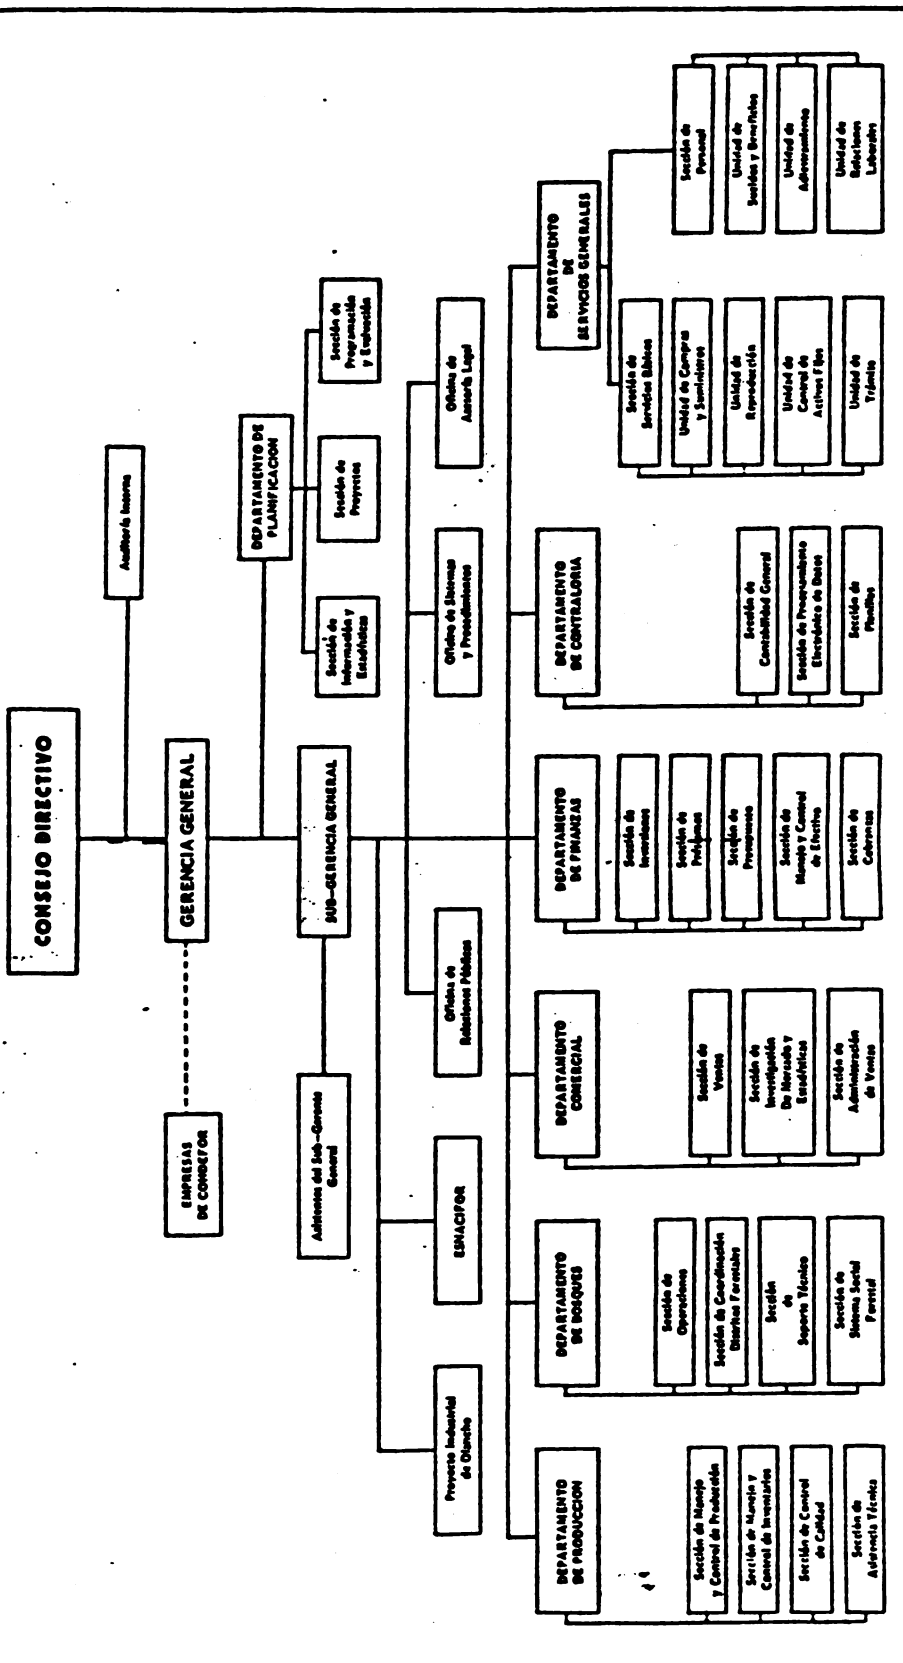 CONSEJO DIRECTIVO
Auditoría Interna
GERENCIA GENERAL
EMPRESAS
DE COHDEFOR
DEPARTAMENTO DE
PLANIFICACION
Sección de
Información y
Estadísticas
Sección de
Proyectos
Sección de
Programación
y Evaluación
SUB-GERENCIA GENERAL
Asistentes del Sub-Gerente
General
Proyecto Industrial
de Olancho
ESNACIFOR
Oficina de
Relaciones Públicas
Oficina de Sistemas
y Procedimientos
Oficina de
Asesoría Legal
DEPARTAMENTO
DE PRODUCCION
Sección de Manejo
y Control de Producción
Sección de Manejo y
Control de Inventarios
Sección de Control
de Calidad
Sección de
Asistencia Técnica
DEPARTAMENTO
DE BOSQUES
Sección de
Operaciones
Sección de Coordinación
Distritos Forestales
Sección
de
Soporte Técnico
Sección de
Sistema Social
Forestal
DEPARTAMENTO
COMERCIAL
Sección de
Ventas
Sección de
Investigación
De Mercado y
Estadísticas
Sección de
Administración
de Ventas
DEPARTAMENTO
DE FINANZAS
Sección de
Inversiones
Sección de
Préstamos
Sección de
Presupuesto
Sección de
Manejo y Control
de Efectivo
Sección de
Cobranzas
DEPARTAMENTO
DE CONTRALORIA
Sección de
Contabilidad General
Sección de Procesamiento
Electrónico de Datos
Sección de
Planillas
DEPARTAMENTO
DE
SERVICIOS GENERALES
Sección de
Servicios Básicos
Unidad de Compras
y Suministros
Unidad de
Reproducción
Unidad de
Control de
Activos Fijos
Unidad de
Trámite
Sección de
Personal
Unidad de
Sueldos y Beneficios
Unidad de
Adiestramiento
Unidad de
Relaciones
Laborales